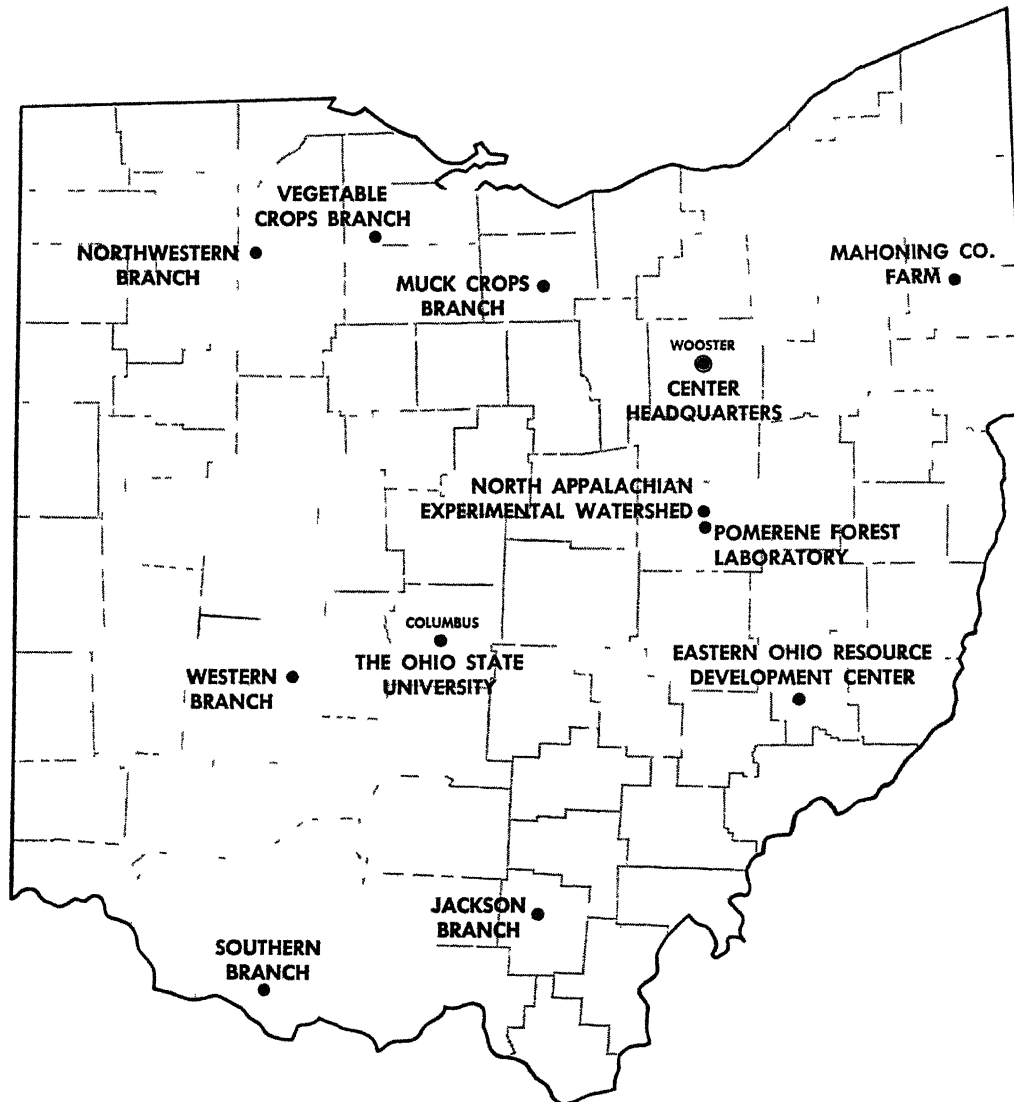 VEGETABLE
CROPS BRANCH
NORTHWESTERN
BRANCH
MUCK CROPS
BRANCH
MAHONING CO.
FARM
WOOSTER
CENTER
HEADQUARTERS
NORTH APPALACHIAN
EXPERIMENTAL WATERSHED
POMERENE FOREST
LABORATORY
COLUMBUS
THE OHIO STATE
UNIVERSITY
WESTERN
BRANCH
EASTERN OHIO RESOURCE
DEVELOPMENT CENTER
JACKSON
BRANCH
SOUTHERN
BRANCH